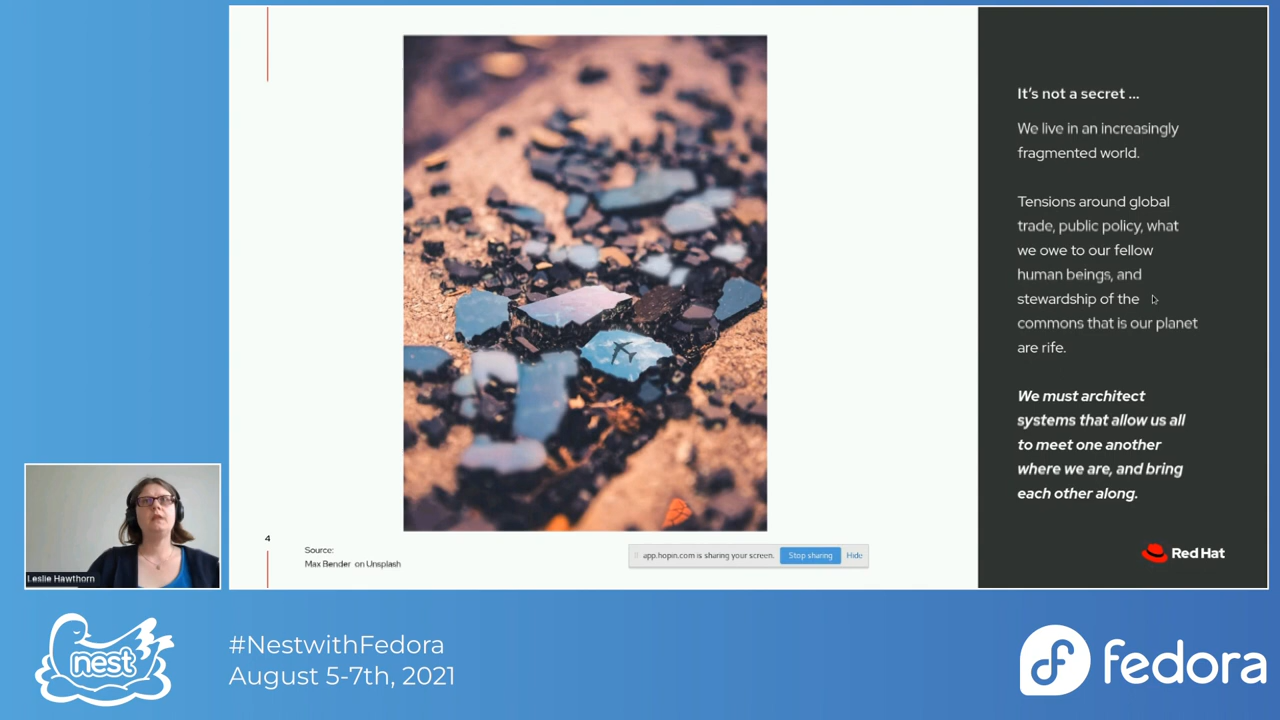 It's not a secret ...
We live in an increasingly
fragmented world.
Tensions around global
trade, public policy, what
we owe to our fellow
human beings, and
stewardship of the
commons that is our planet
are rife.
We must architect
systems that allow us all
to meet one another
where we are, and bring
each other along.
Red Hat
4
Source:
Max Bender on Unsplash
app.hopin.com is sharing your screen. Stop sharing Hide
Leslie Hawthorn
nest
#NestwithFedora
August 5-7th, 2021
fedora